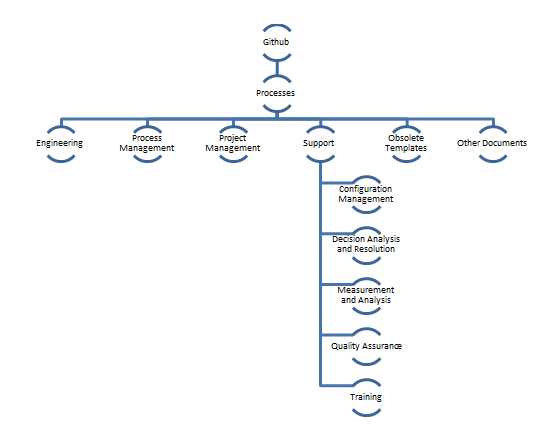 Github
Processes
Engineering
Process
Management
Project
Management
Support
Obsolete
Templates
Other Documents
Configuration
Management
Decision Analysis
and Resolution
Measurement
and Analysis
Quality Assurance
Training